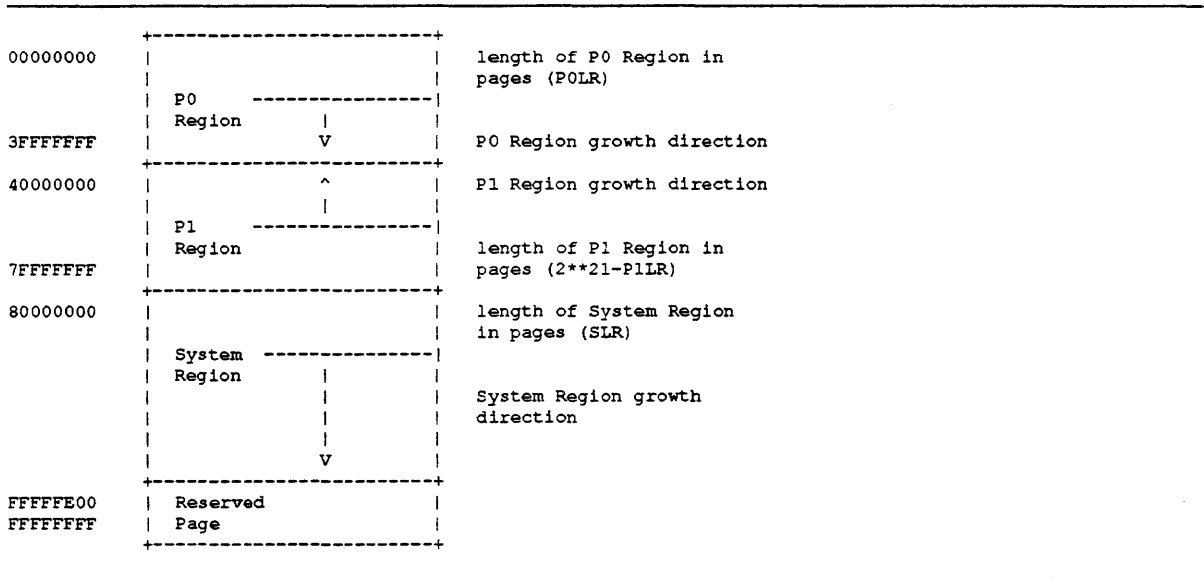 00000000 length of P0 Region in
pages (P0LR)
P0
Region
3FFFFFFF P0 Region growth direction
40000000 P1 Region growth direction
P1
Region length of P1 Region in
7FFFFFFF pages (2**21-P1LR)
80000000 length of System Region
in pages (SLR)
System
Region
System Region growth
direction
FFFFFE00 Reserved
FFFFFFFF Page